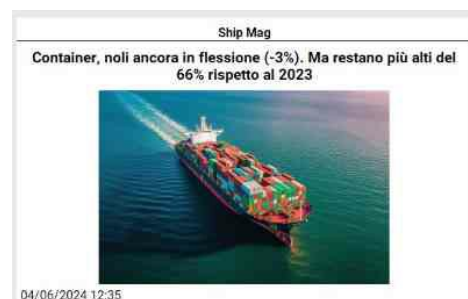 Ship Mag
Container, noli ancora in flessione (-3%). Ma restano più alti del
66% rispetto al 2023
04/06/2024 12:35